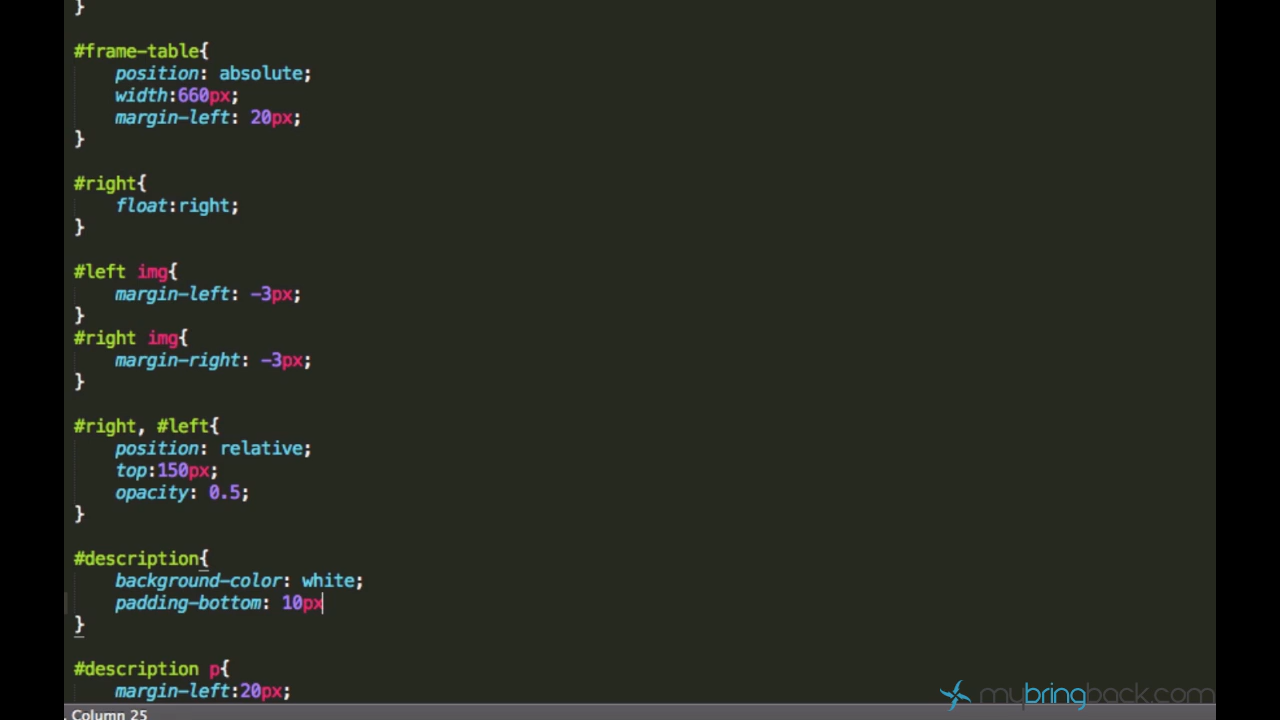 }
#frame-table{
position: absolute;
width:660px;
margin-left: 20px;
}
#right{
float:right;
}
#left img{
margin-left: -3px;
}
#right img{
margin-right: -3px;
}
#right, #left{
position: relative;
top:150px;
opacity: 0.5;
}
#description{
background-color: white;
padding-bottom: 10px
}
#description p{
margin-left:20px;
mybringback.com
, Column 25